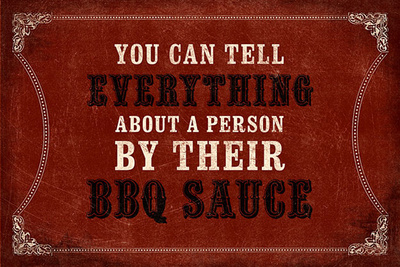 YOU CAN TELL
EVERYTHING
ABOUT A PERSON
BY THEIR
BBQ SAUCE